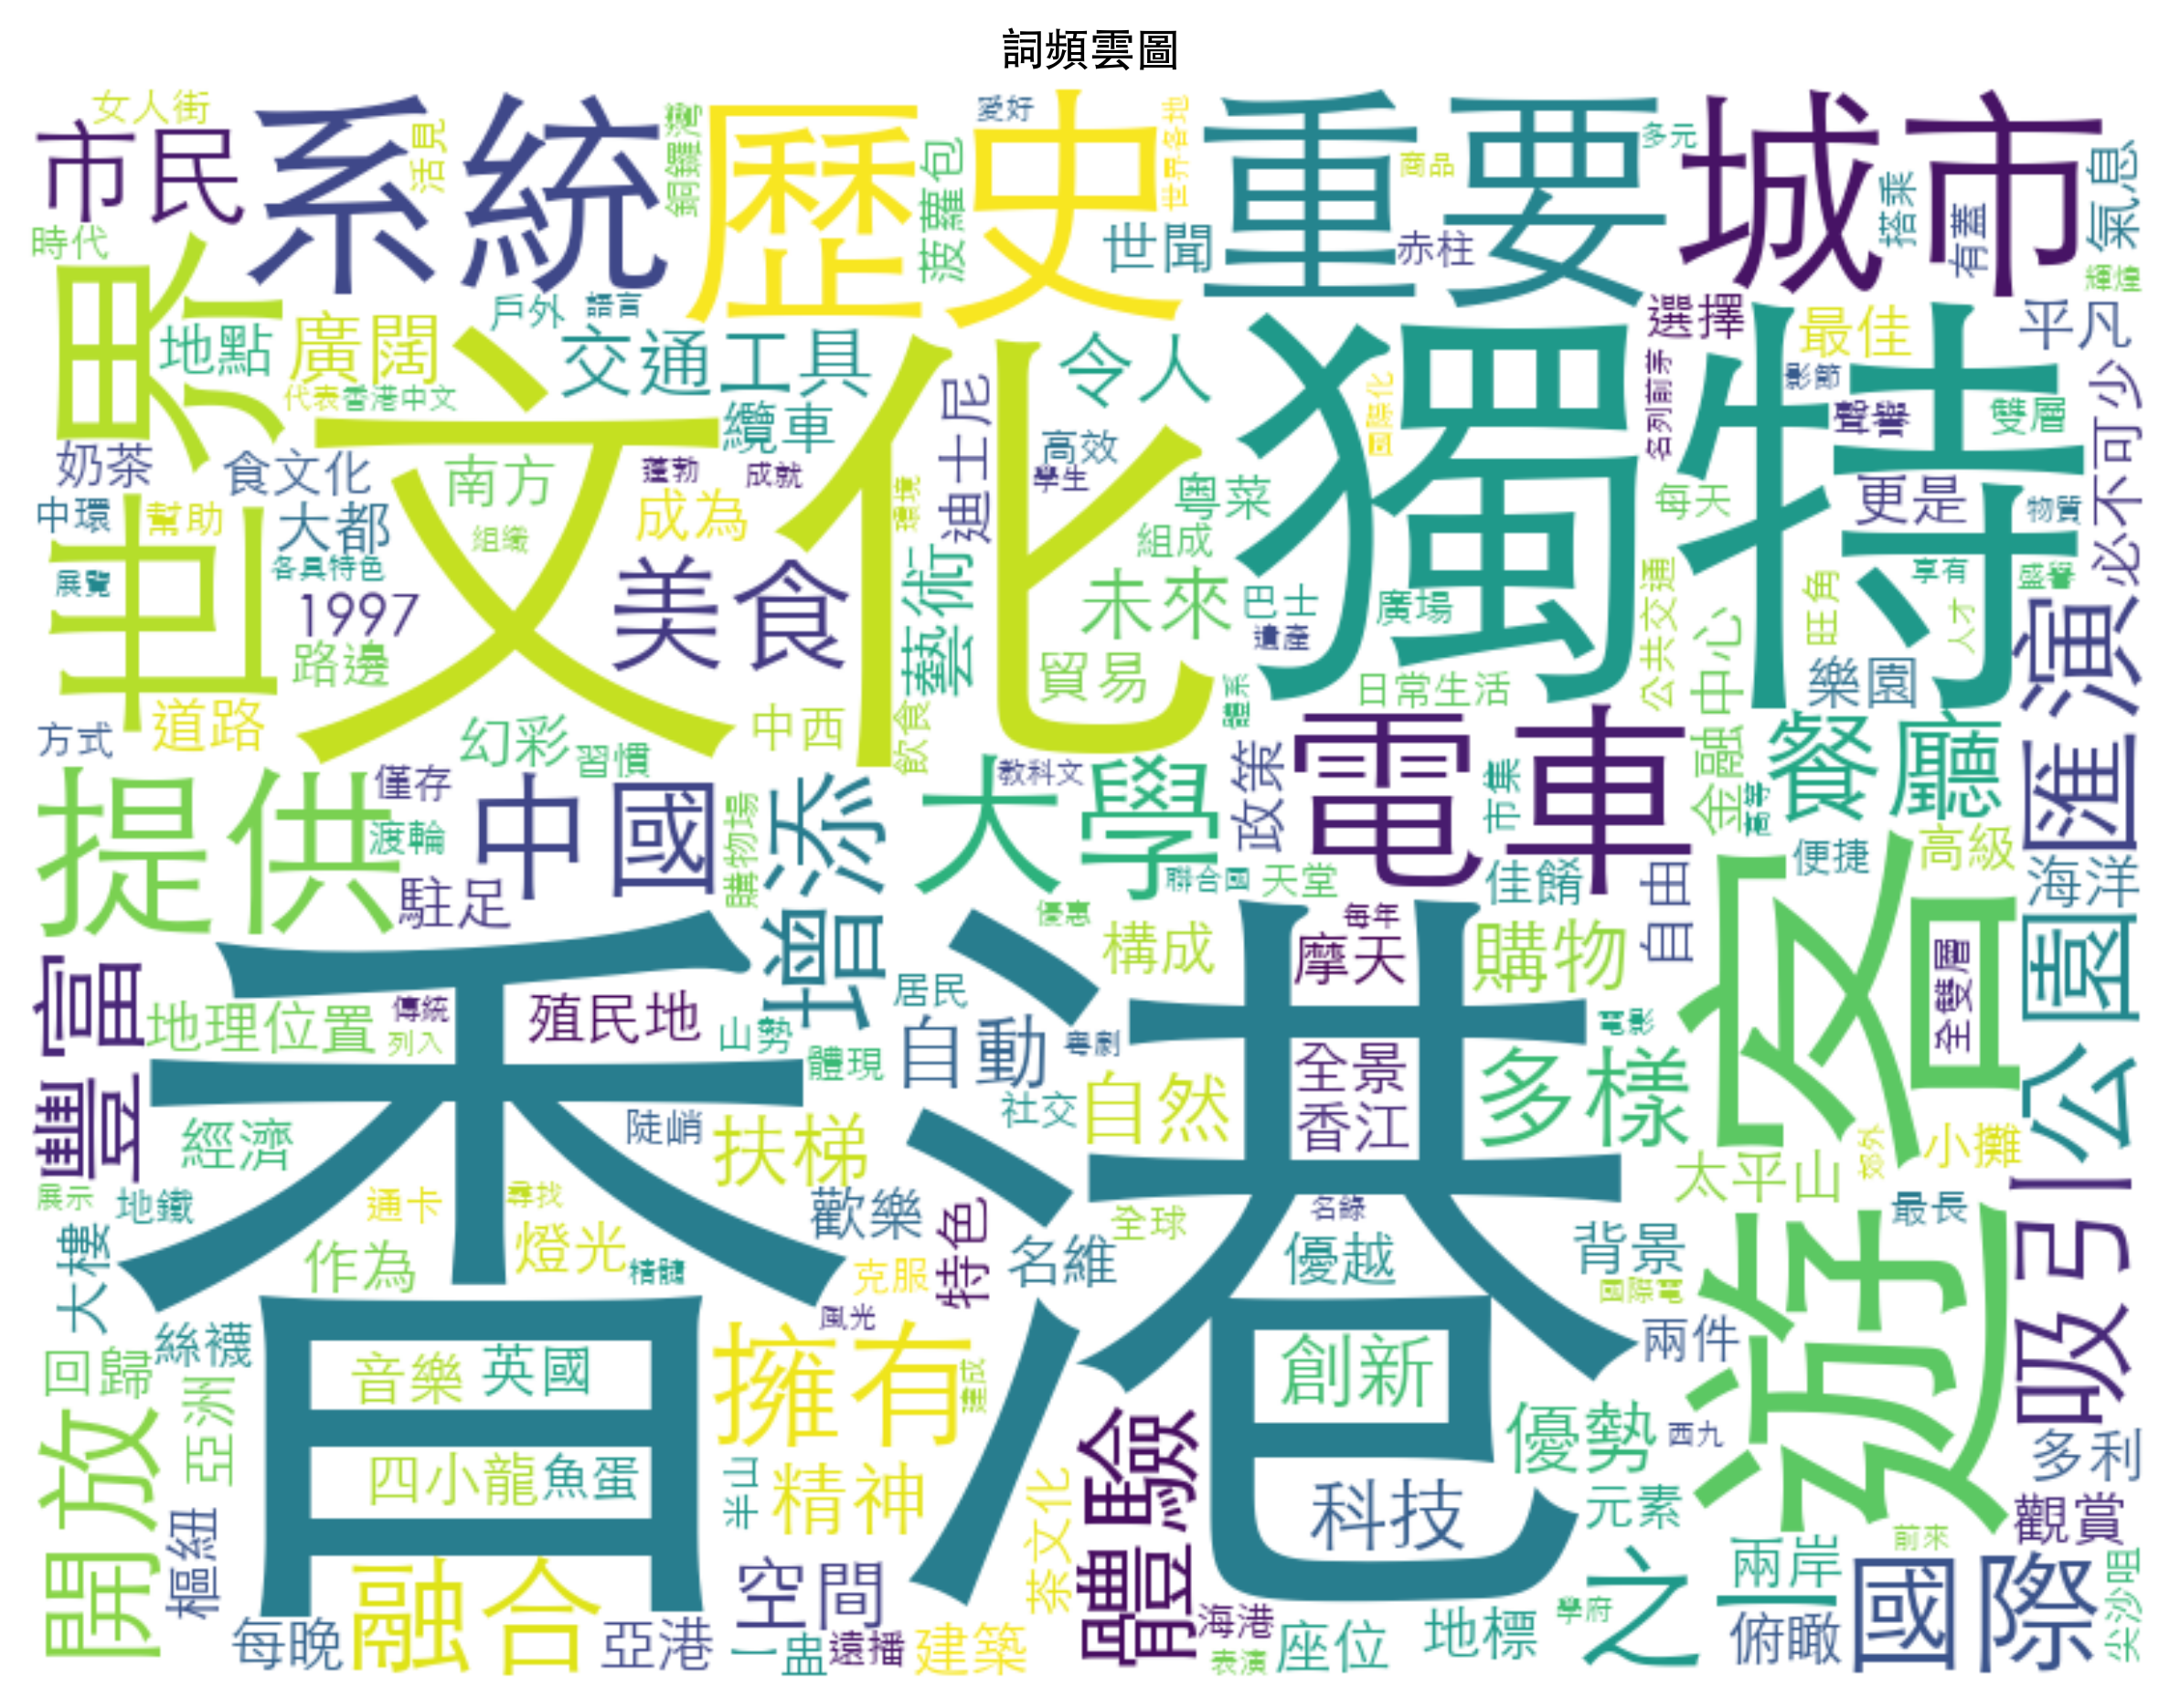 詞頻雲圖
女人街
市民
系統
活見
銅鑼灣
歷史
菠蘿包
愛好
世界各地
重要
商品
多元
城市
搭乘
有蓋
氣息
輝煌
時代
世界
地點
廣闊
戶外
語言
交通工具
世聞
赤柱
令人
獨特
選擇
最佳
平凡
代表
香港中文
文化
纜車
迪士尼
高效
國際化
名列前茅
影節
雙層
必不可少
奶茶
食文化
南方
蓬勃
成就
學生
粵菜
每天
更是
物質
中環
幫助
大都
組織
成為
環境
組成
展覽
各具特色
1997
美食
藝術
未來
巴士
廣場
遺產
公共交通
旺角
享有
盛譽
人才
匯演
路邊
貿易
體系
日常生活
金融中心
樂園
方式
道路
幻彩
習慣
中西
飲食
大學
教科文
政策
電車
市集
高等
餐廳
提供
僅存
渡輪
中國
購物場
增添
駐足
聯合國
天堂
佳餚
自由
便捷
高級
海洋
優惠
每年
構成
摩天
購物
遊客
全雙層
公園
豐富
地理位置
傳統
列入
殖民地
山勢
居民
體現
自動
粵劇
香港
全景
香江
電影
多樣
經濟
陡峭
扶梯
社交
自然
太平山
郊外
小攤
吸引
展示
地鐵
通卡
尋找
歡樂
特色
全球
名錄
最長
大樓
作為
燈光
精髓
克服
名維
優越
背景
國際電
風光
絲襪
回歸
亞洲
音樂
英國
擁有
建成
創新
兩件
體驗
優勢
西九
多利
開放
樞紐
四小龍
魚蛋
半山
精神
茶文化
科技
元素
觀賞
前來
每晚
融合
亞港
空間
一盅
遠播
建築
海港
表演
座位
地標
學府
之一
兩岸
俯瞰
國際
尖沙咀